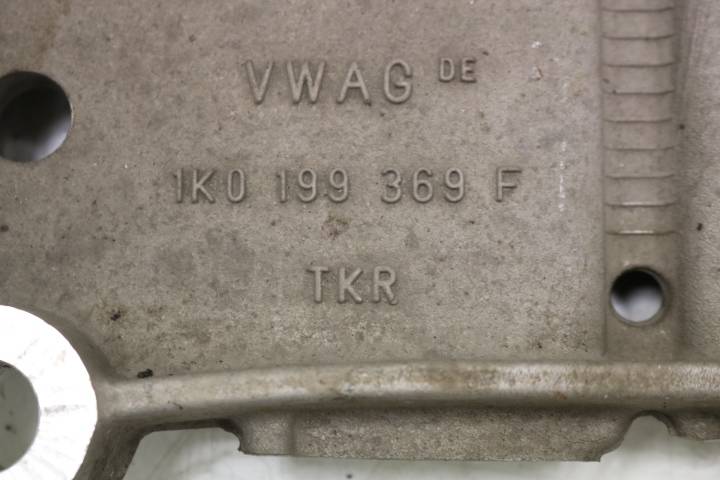 VWAG DE
1K0 199 369 F
TKR